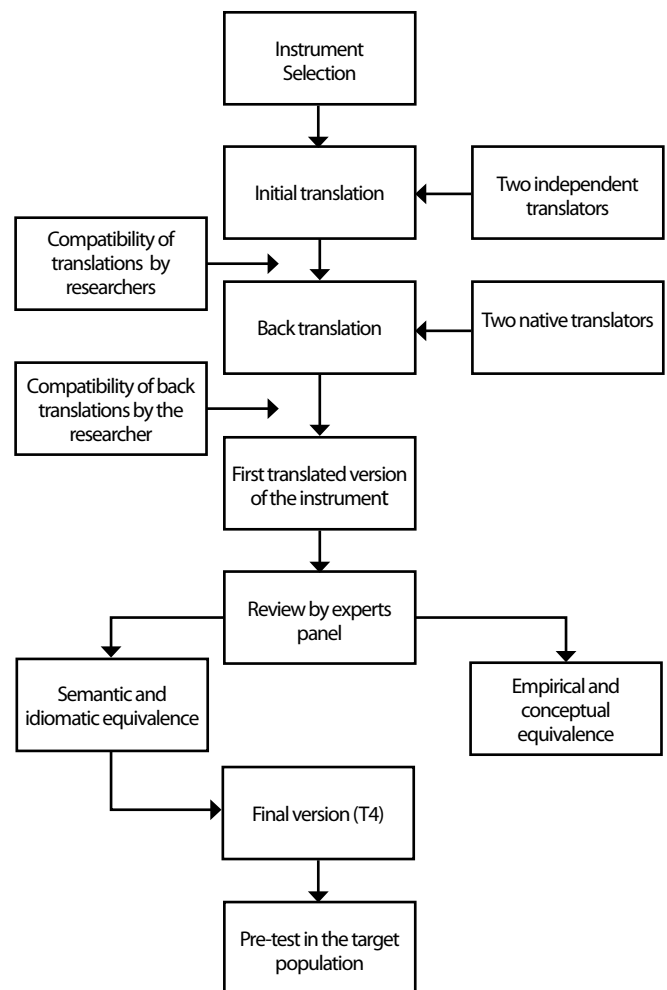 Instrument
Selection
Initial translation
Two independent
translators
Compatibility of
translations by
researchers
Back translation
Two native translators
Compatibility of back
translations by the
researcher
First translated version
of the instrument
Review by experts
panel
Semantic and
idiomatic equivalence
Empirical and
conceptual
equivalence
Final version (T4)
Pre-test in the target
population